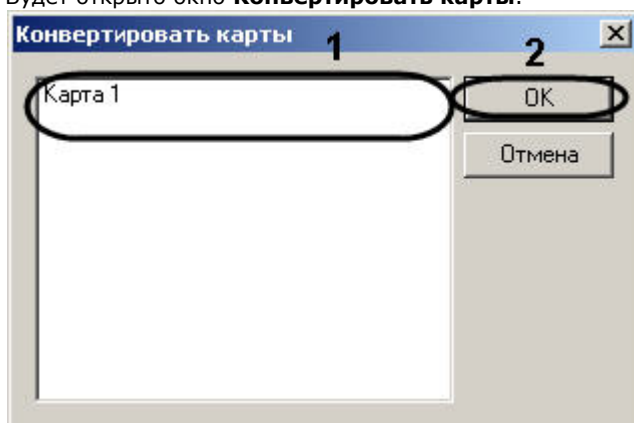 Будет открыто окно Конвертировать карты.
Конвертировать карты
1
2
Карта 1
OK
Отмена